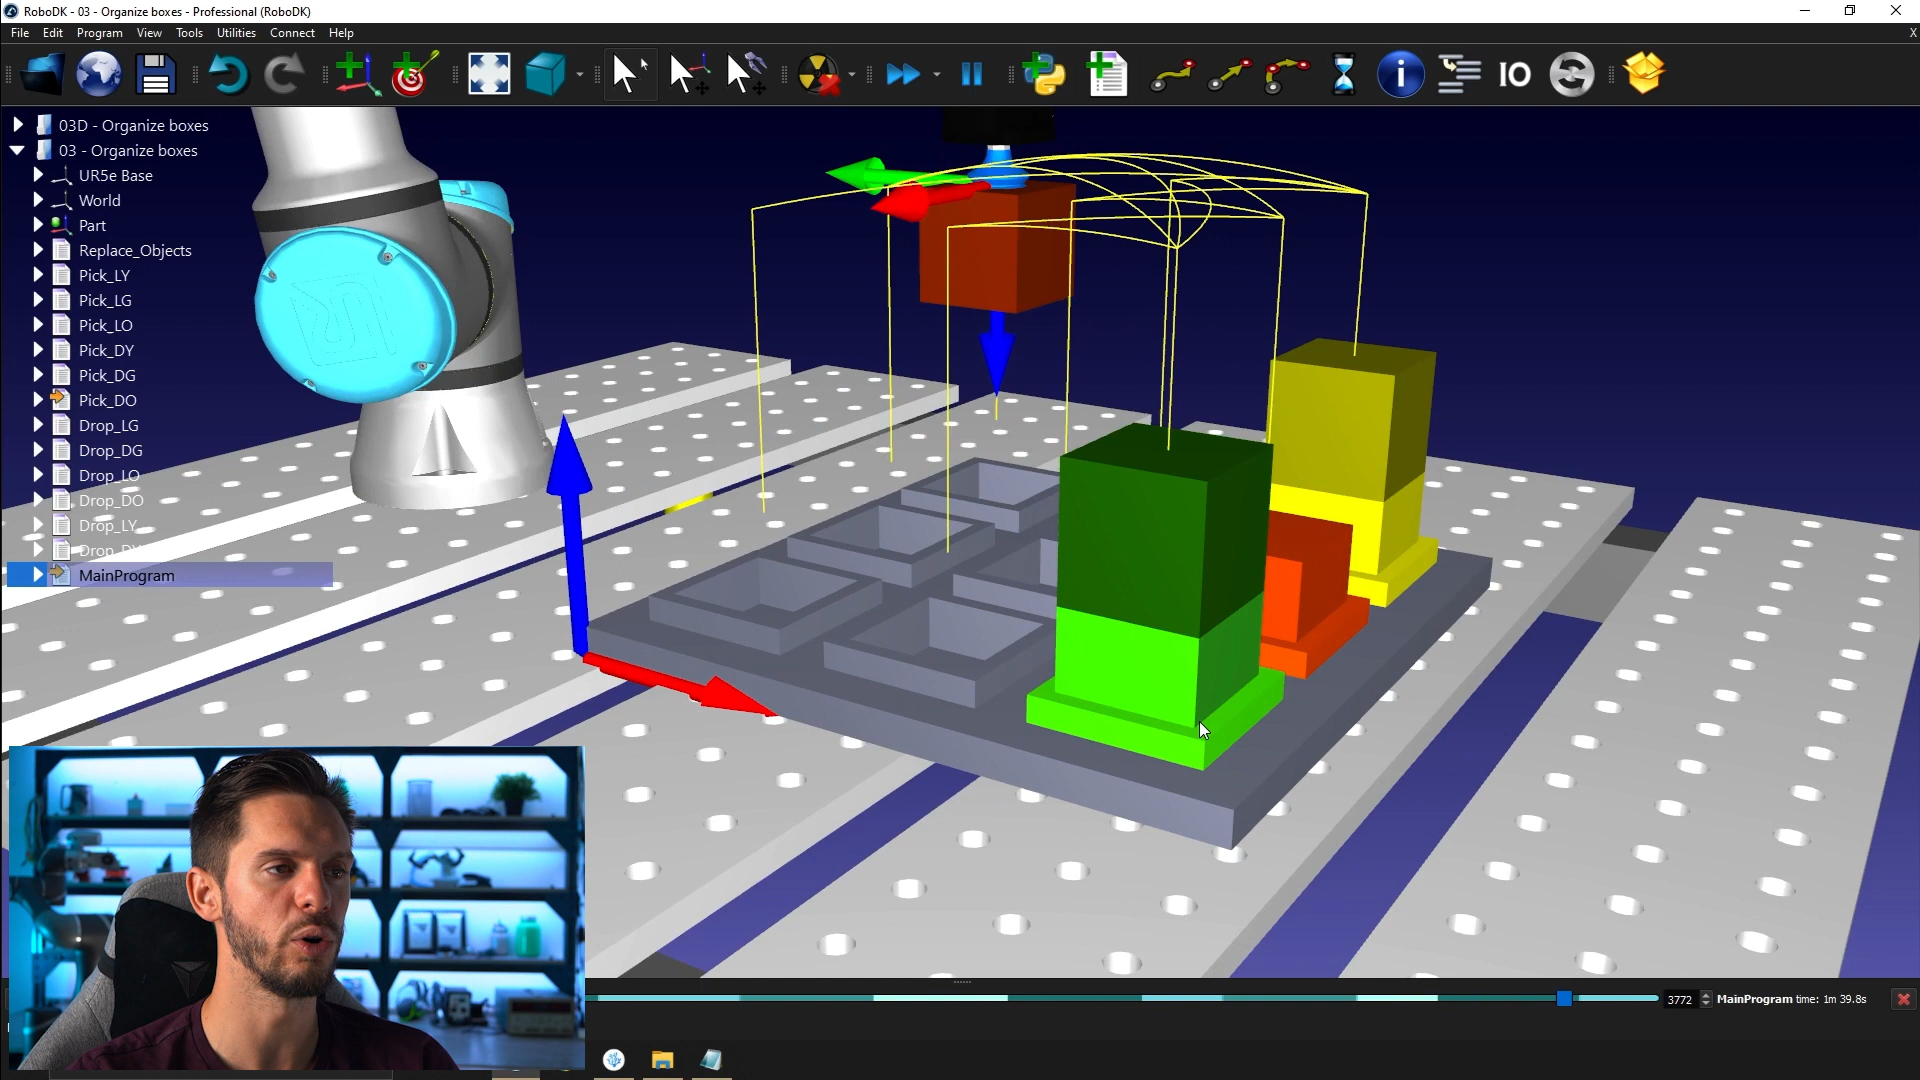 RoboDK - 03 - Organize boxes - Professional (RoboDK)
File Edit Program View Tools Utilities Connect Help
X
IO
03D - Organize boxes
03 - Organize boxes
UR5e Base
World
Part
Replace_Objects
Pick_LY
Pick_LG
Pick_LO
Pick_DY
Pick_DG
Pick_DO
Drop_LG
Drop_DG
Drop_LO
Drop_DO
Drop_LY
Drop_DY
MainProgram
3772 MainProgram time: 1m 39.8s